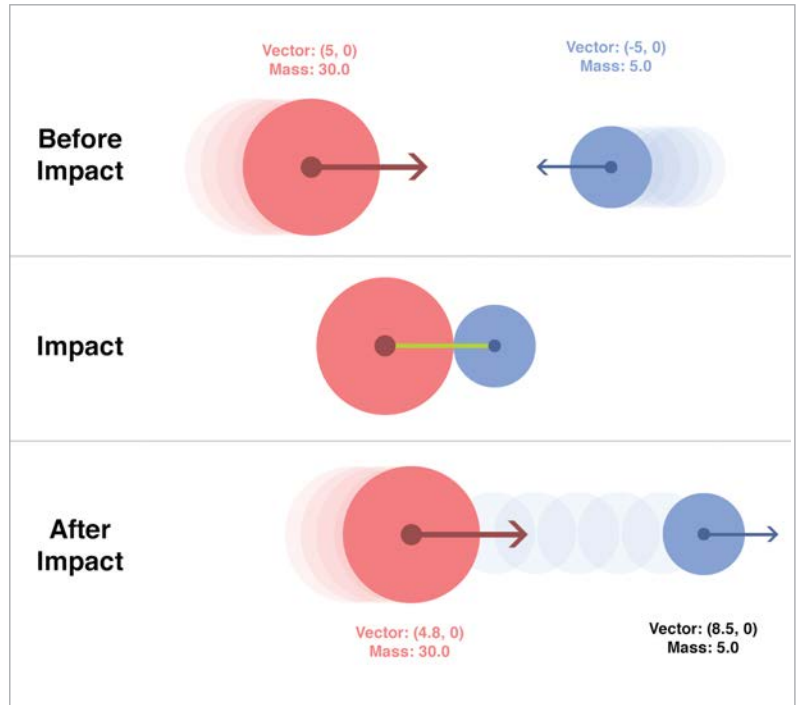 Vector: (5, 0)
Mass: 30.0
Vector: (-5, 0)
Mass: 5.0
Before
Impact
Impact
After
Impact
Vector: (4.8, 0)
Mass: 30.0
Vector: (8.5, 0)
Mass: 5.0